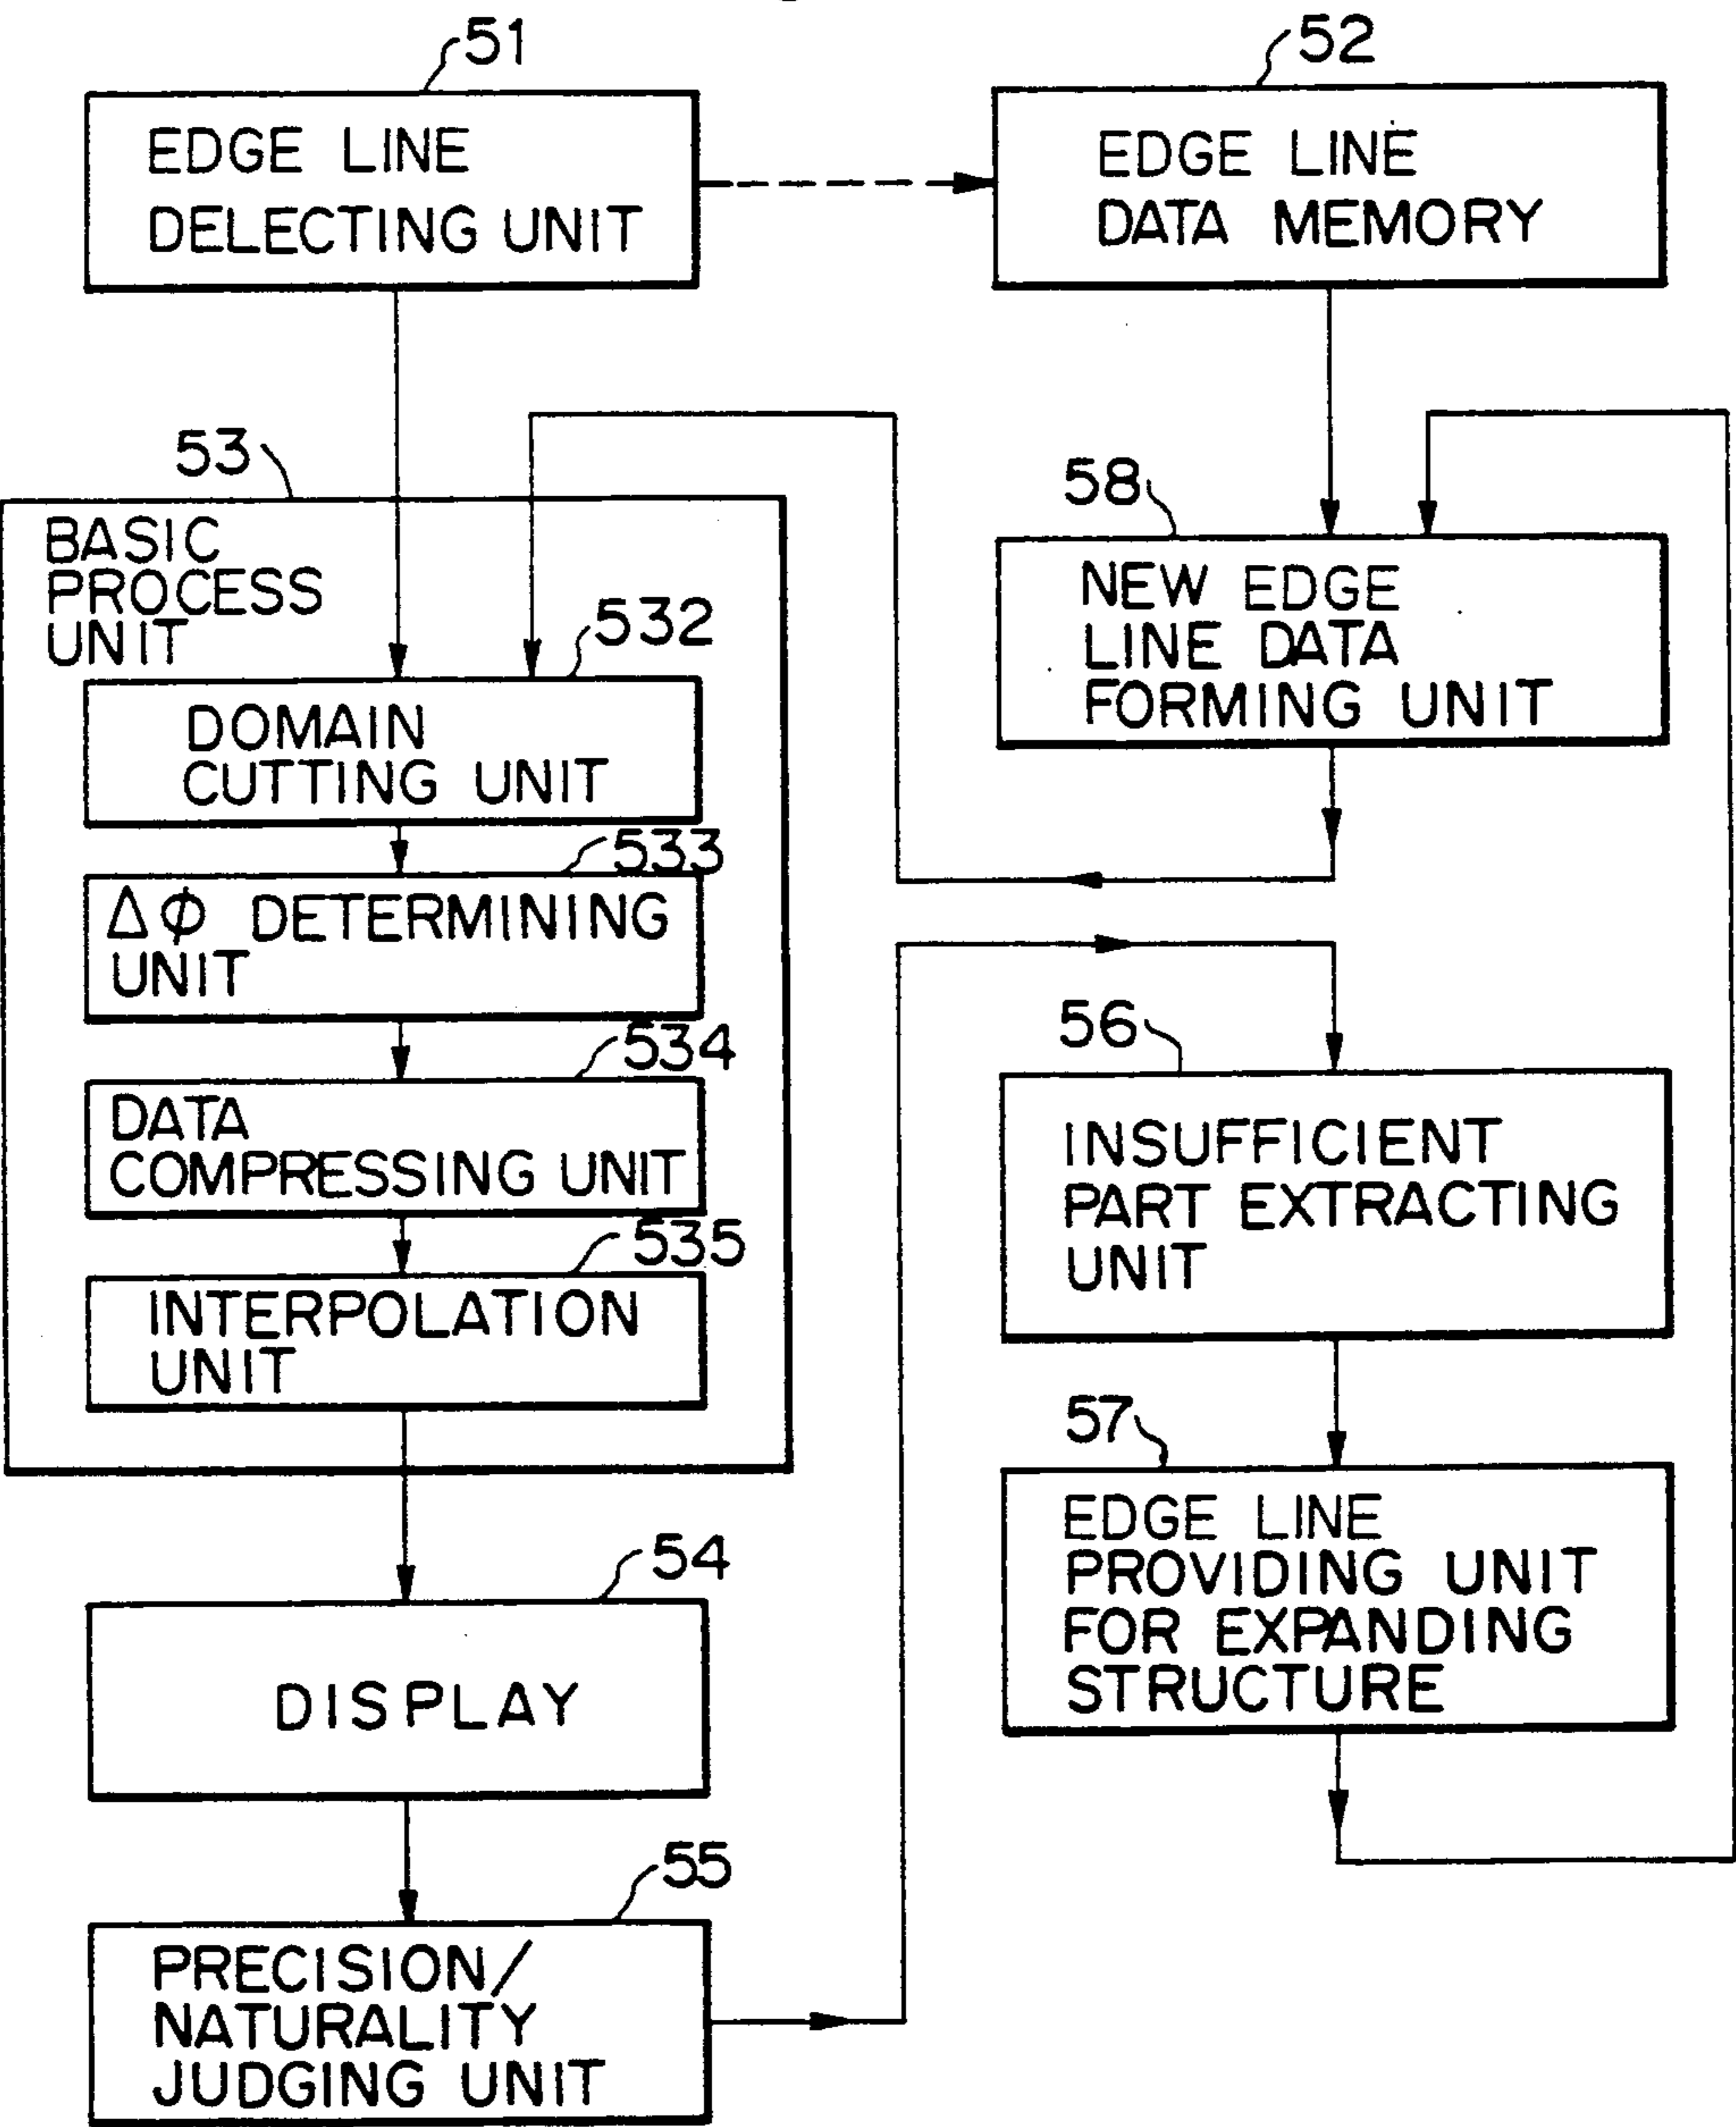 51
EDGE LINE
DELECTING UNIT
52
EDGE LINE
DATA MEMORY
53
BASIC
PROCESS
UNIT
532
DOMAIN
CUTTING UNIT
533
Δϕ DETERMINING
UNIT
534
DATA
COMPRESSING UNIT
535
INTERPOLATION
UNIT
54
DISPLAY
55
PRECISION/
NATURALITY
JUDGING UNIT
58
NEW EDGE
LINE DATA
FORMING UNIT
56
INSUFFICIENT
PART EXTRACTING
UNIT
57
EDGE LINE
PROVIDING UNIT
FOR EXPANDING
STRUCTURE